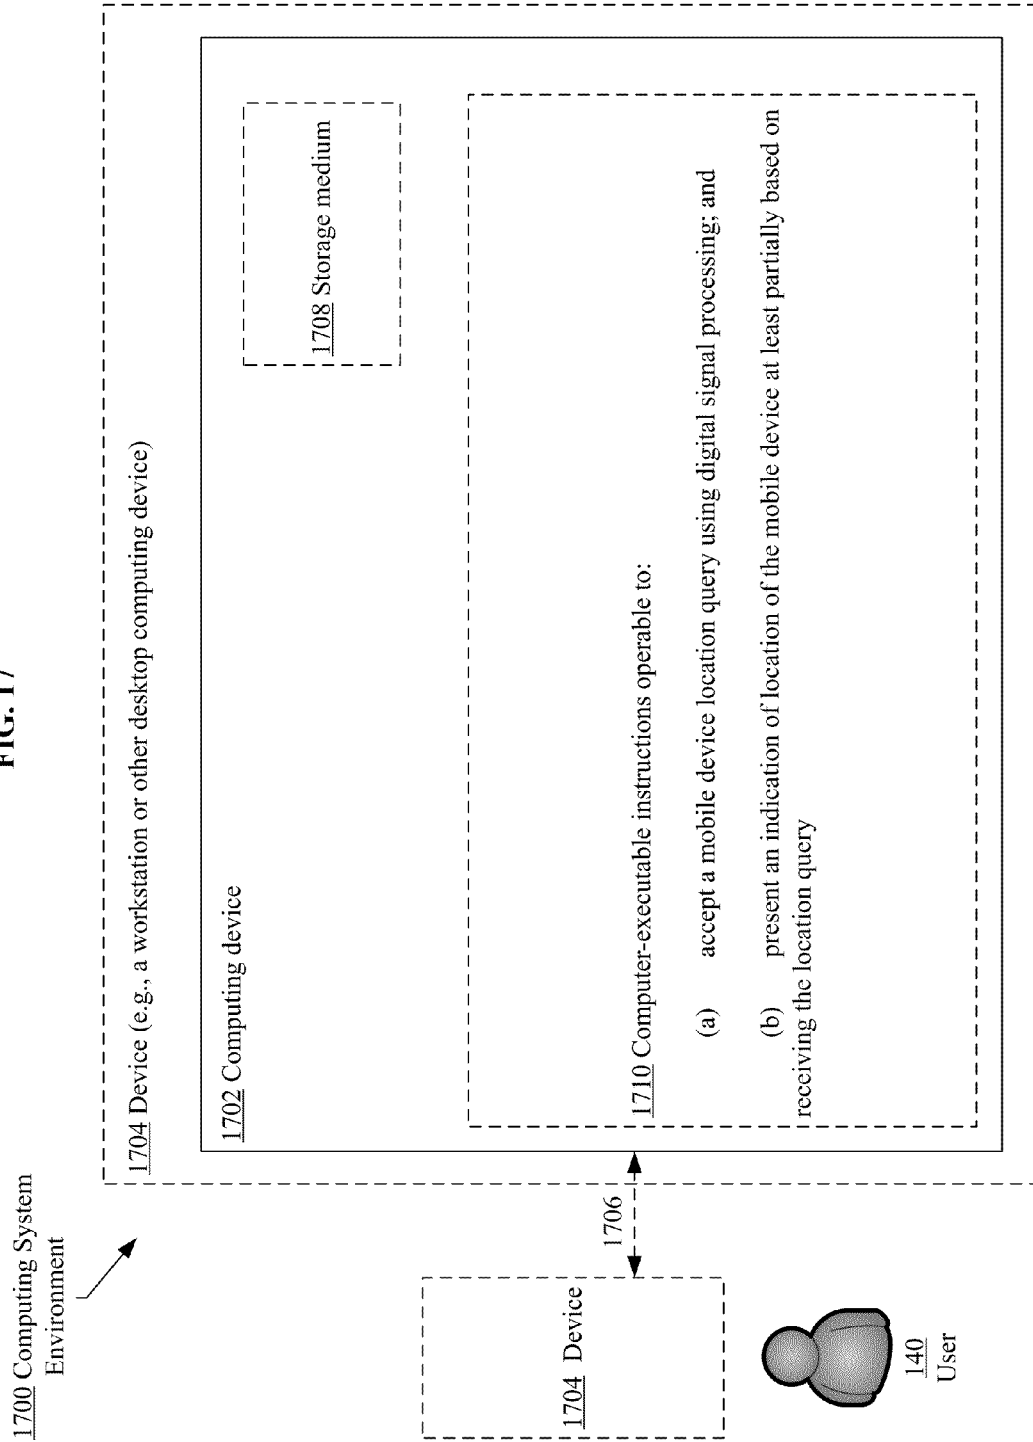 FIG. 17
1700 Computing System
Environment
1704 Device (e.g., a workstation or other desktop computing device)
1702 Computing device
1708 Storage medium
1710 Computer-executable instructions operable to:
(a) accept a mobile device location query using digital signal processing; and
(b) present an indication of location of the mobile device at least partially based on
receiving the location query
1706
1704 Device
140
User